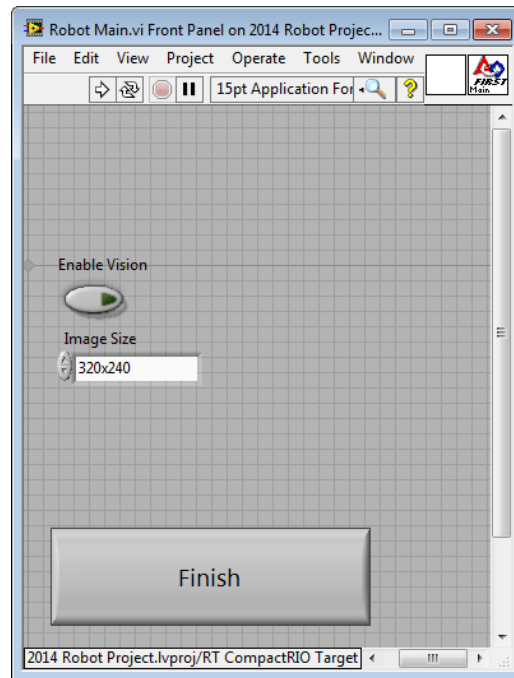 Robot Main.vi Front Panel on 2014 Robot Projec...
File Edit View Project Operate Tools Window
15pt Application For
FIRST
Main
Enable Vision
Image Size
320x240
Finish
2014 Robot Project.lvproj/RT CompactRIO Target